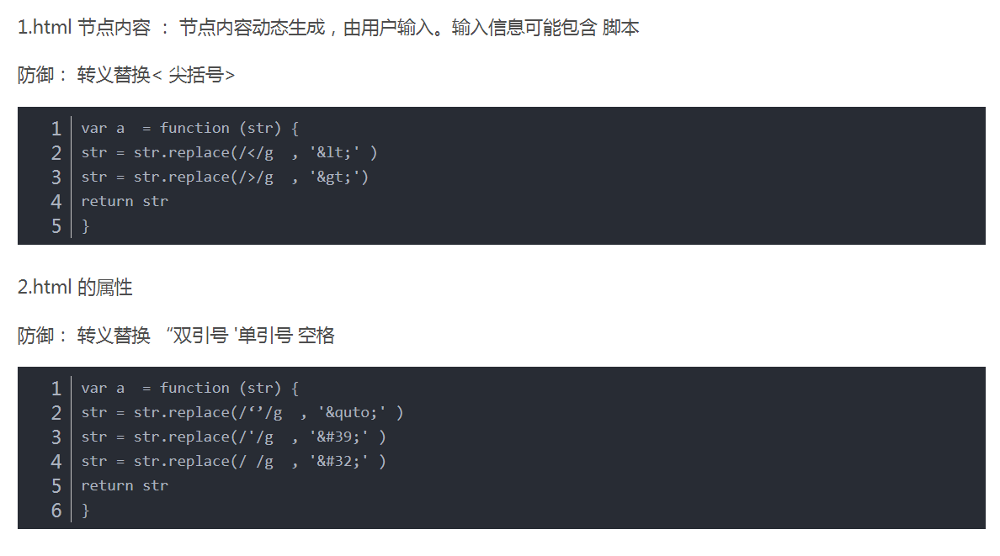 1.html 节点内容 ： 节点内容动态生成，由用户输入。输入信息可能包含 脚本
防御： 转义替换< 尖括号>
1 var a  = function (str) {
2 str = str.replace(/</g  , '&lt;' )
3 str = str.replace(/>/g  , '&gt;')
4 return str
5 }
2.html 的属性
防御： 转义替换 “双引号 '单引号 空格
1 var a  = function (str) {
2 str = str.replace(/‘’/g  , '&quto;' )
3 str = str.replace(/'/g  , '&#39;' )
4 str = str.replace(/ /g  , '&#32;' )
5 return str
6 }